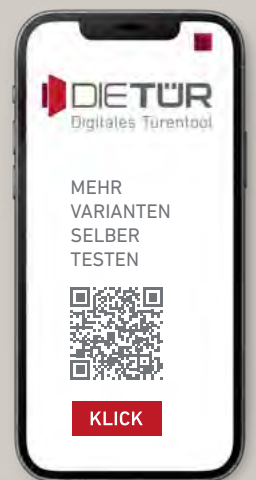 DIETÜR
Digitales Türentool
MEHR
VARIANTEN
SELBER
TESTEN
KLICK